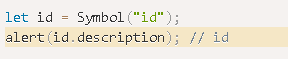 let id = Symbol("id");
alert(id.description); // id